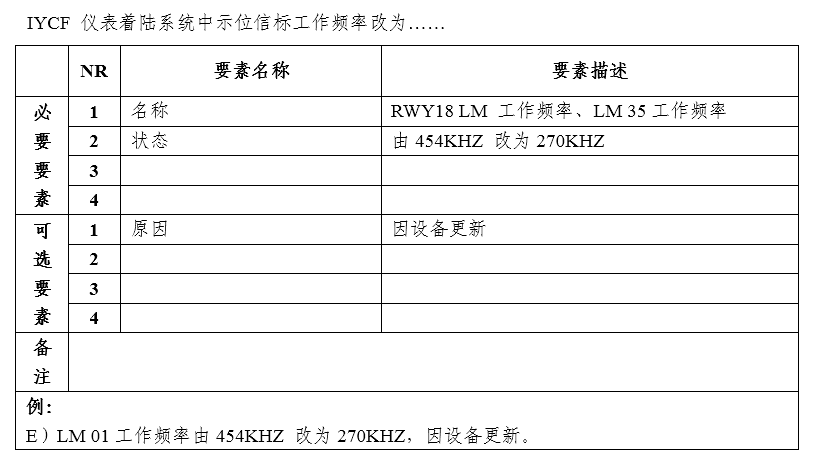 IYCF 仪表着陆系统中示位信标工作频率改为……
NR 要素名称 要素描述
必要要素
1 名称 RWY18 LM 工作频率、LM 35 工作频率
2 状态 由 454KHZ 改为 270KHZ
3
4
可选要素
1 原因 因设备更新
2
3
4
备注
例：
E）LM 01 工作频率由 454KHZ 改为 270KHZ，因设备更新。